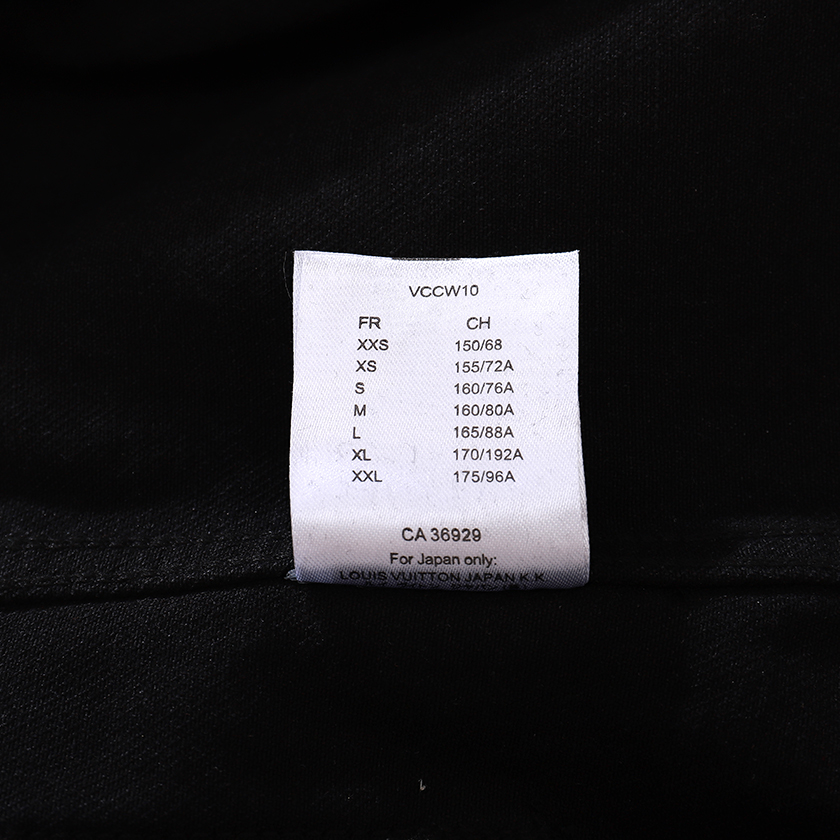 VCCW10
FR CH
XXS 150/68
XS 155/72A
S 160/76A
M 160/80A
L 165/88A
XL 170/192A
XXL 175/96A
CA 36929
For Japan only:
LOUIS VUITTON JAPAN K.K.